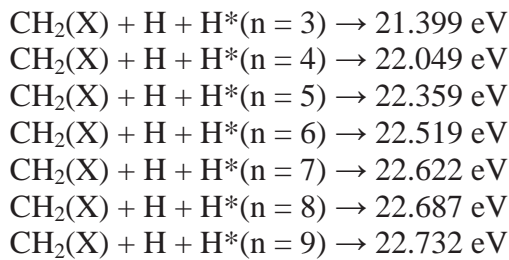 CH₂(X) + H + H*(n = 3) → 21.399 eV
CH₂(X) + H + H*(n = 4) → 22.049 eV
CH₂(X) + H + H*(n = 5) → 22.359 eV
CH₂(X) + H + H*(n = 6) → 22.519 eV
CH₂(X) + H + H*(n = 7) → 22.622 eV
CH₂(X) + H + H*(n = 8) → 22.687 eV
CH₂(X) + H + H*(n = 9) → 22.732 eV